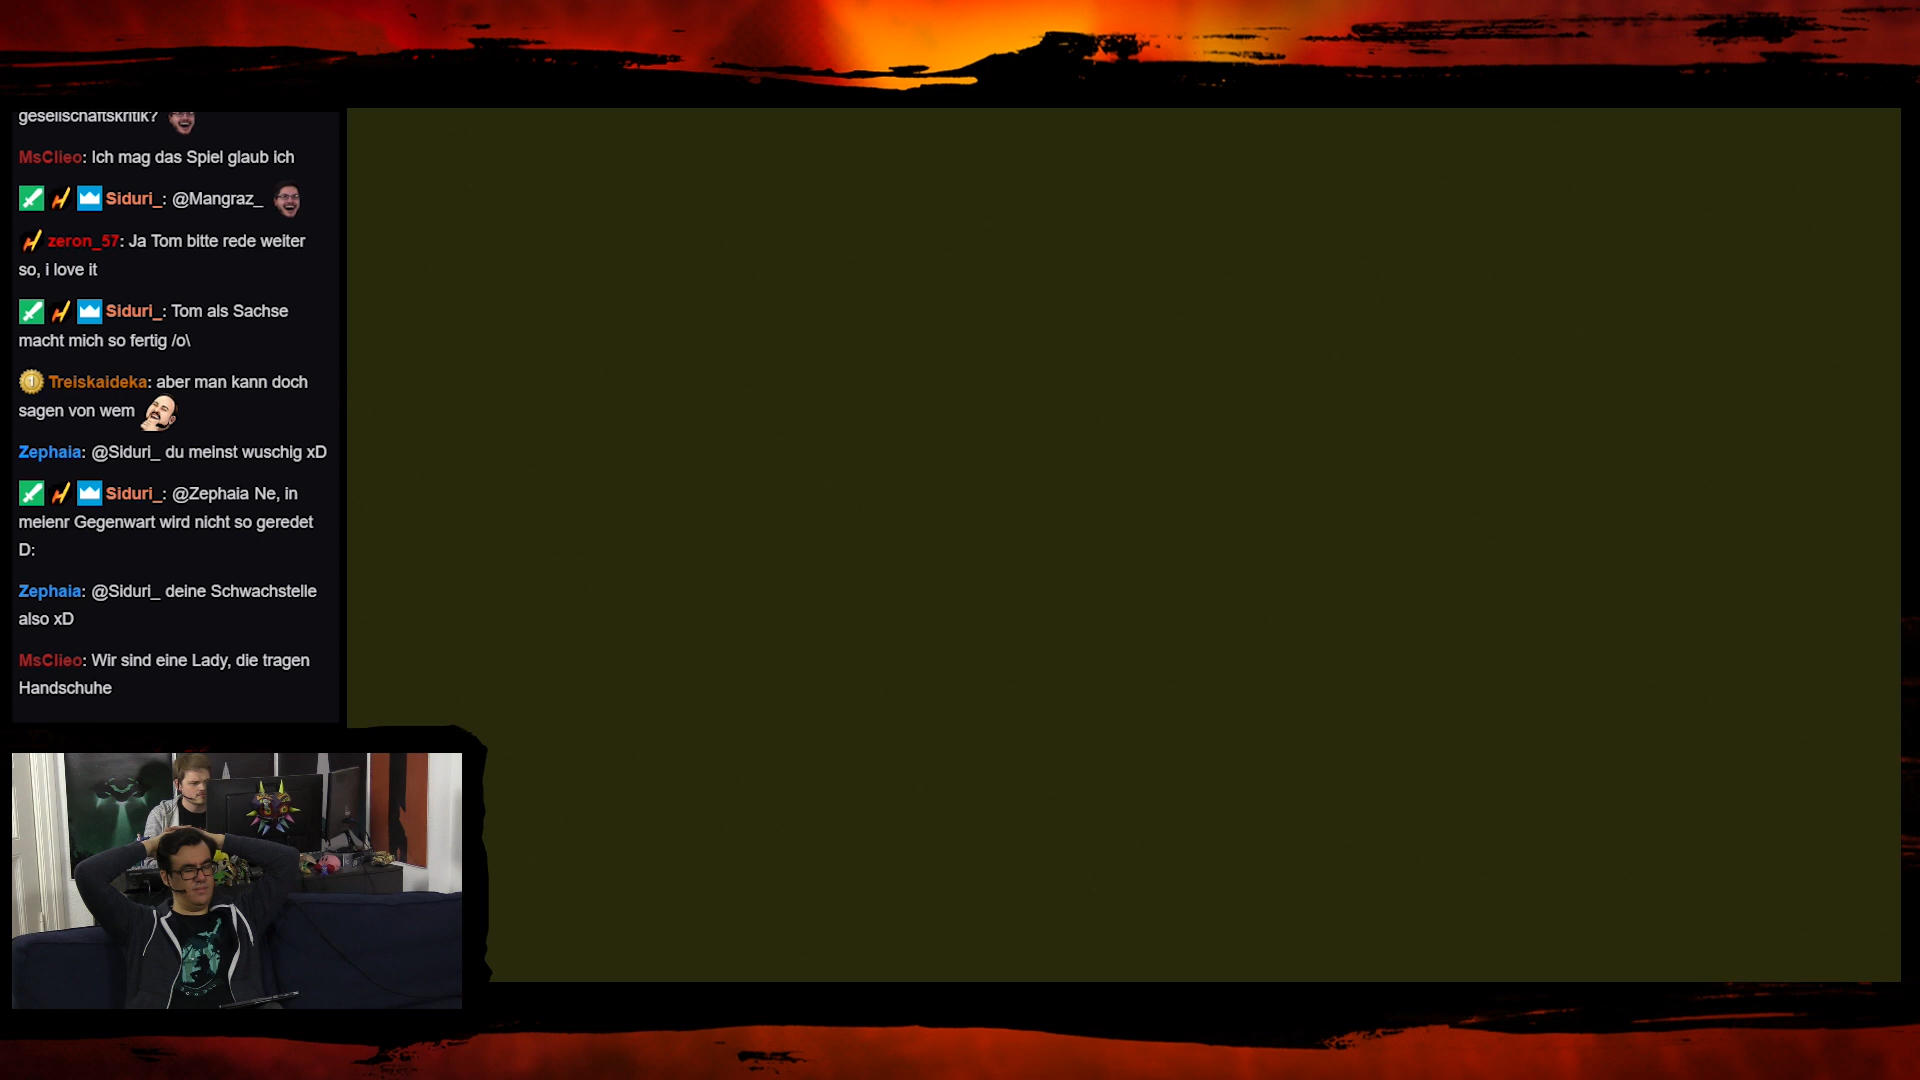 gesellschaftskritik?
MsClieo: Ich mag das Spiel glaub ich
Siduri_: @Mangraz_
zeron_57: Ja Tom bitte rede weiter
so, i love it
Siduri_: Tom als Sachse
macht mich so fertig /o\
Treiskaideka: aber man kann doch
sagen von wem
Zephaia: @Siduri_ du meinst wuschig xD
Siduri_: @Zephaia Ne, in
meienr Gegenwart wird nicht so geredet
D:
Zephaia: @Siduri_ deine Schwachstelle
also xD
MsClieo: Wir sind eine Lady, die tragen
Handschuhe